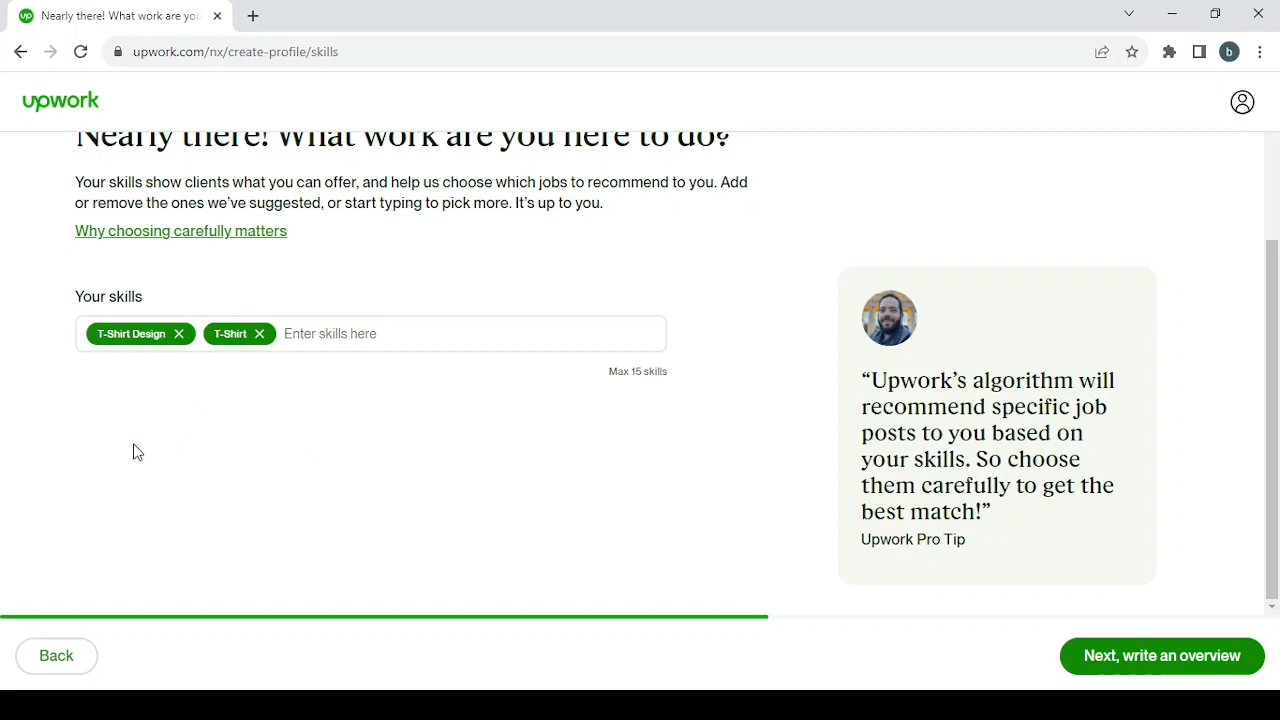 Nearly there! What work are you
upwork.com/nx/create-profile/skills
b
upwork
Nearly there! What work are you here to do?
Your skills show clients what you can offer, and help us choose which jobs to recommend to you. Add
or remove the ones we've suggested, or start typing to pick more. It's up to you.
Why choosing carefully matters
Your skills
T-Shirt Design T-Shirt Enter skills here
Max 15 skills
“Upwork’s algorithm will
recommend specific job
posts to you based on
your skills. So choose
them carefully to get the
best match!”
Upwork Pro Tip
Back
Next, write an overview